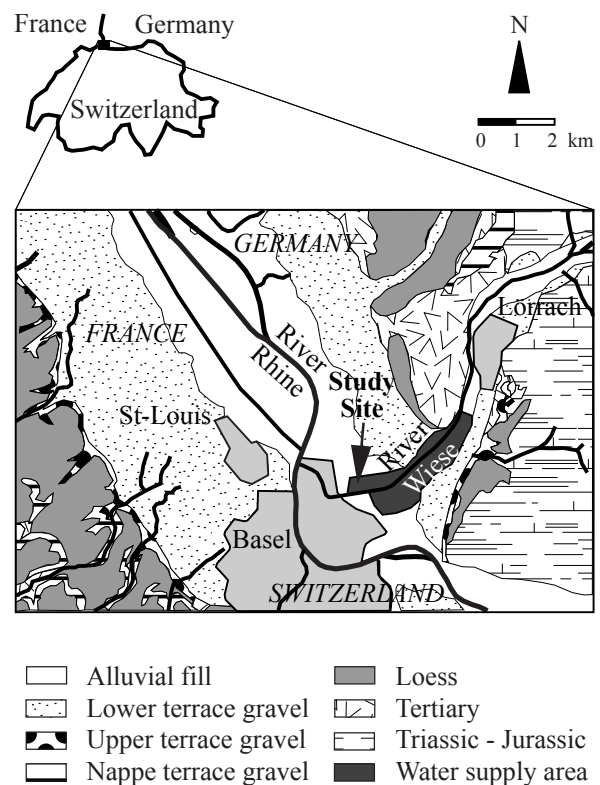 France Germany
N
Switzerland
0 1 2 km
GERMANY
Lörrach
FRANCE
River
Rhine
Study
Site
St-Louis
River
Wiese
Basel
SWITZERLAND
Alluvial fill
Loess
Lower terrace gravel
Tertiary
Upper terrace gravel
Triassic - Jurassic
Nappe terrace gravel
Water supply area